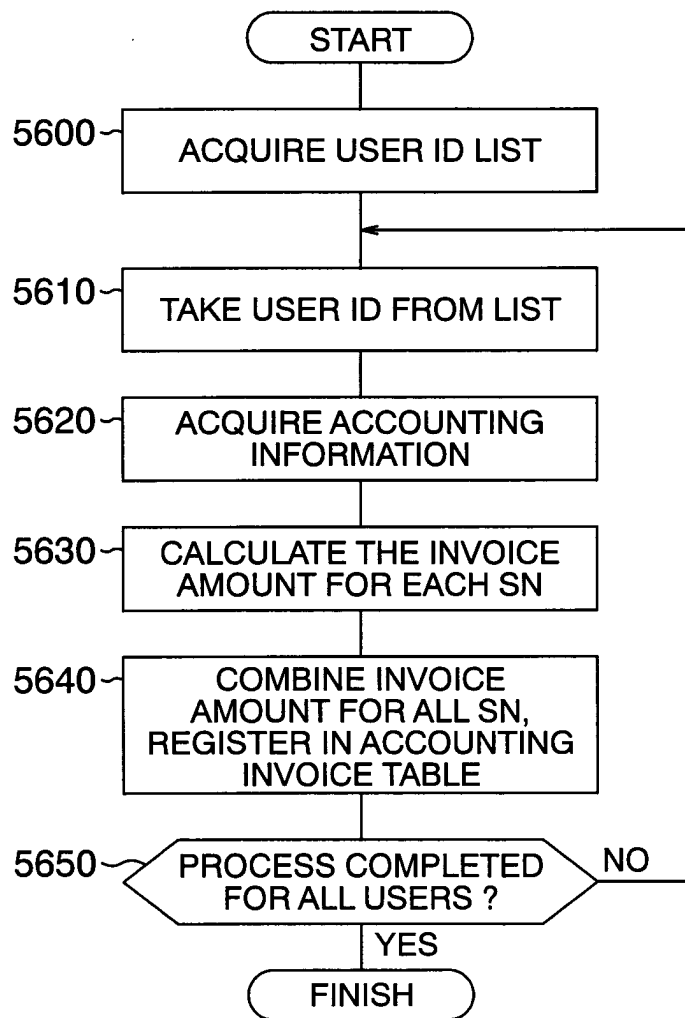 START
5600
ACQUIRE USER ID LIST
5610
TAKE USER ID FROM LIST
5620
ACQUIRE ACCOUNTING
INFORMATION
5630
CALCULATE THE INVOICE
AMOUNT FOR EACH SN
5640
COMBINE INVOICE
AMOUNT FOR ALL SN,
REGISTER IN ACCOUNTING
INVOICE TABLE
5650
PROCESS COMPLETED
FOR ALL USERS ?
NO
YES
FINISH